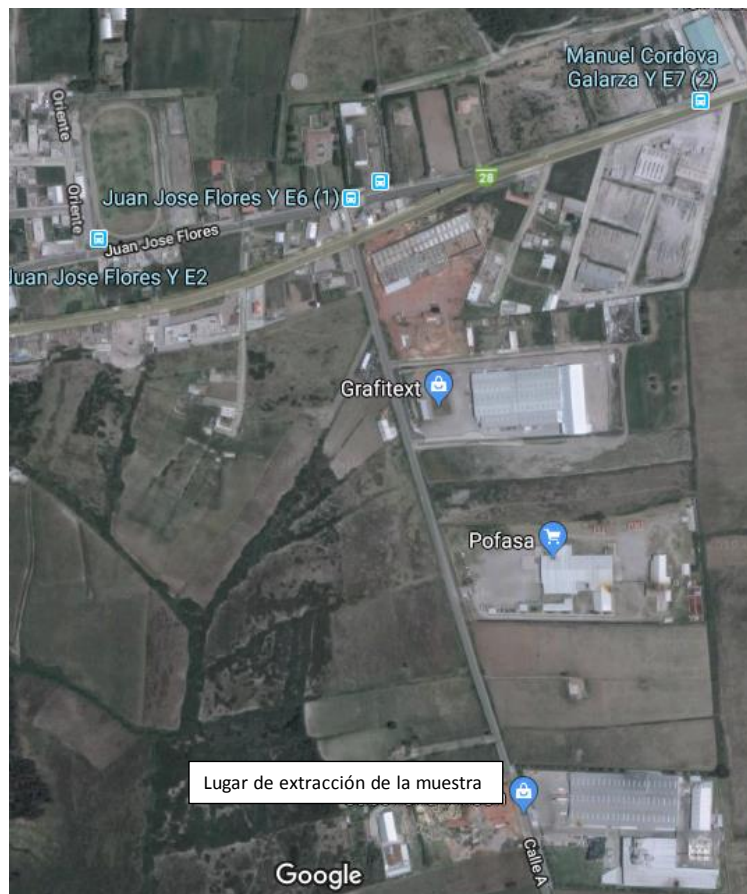 Manuel Cordova
Galarza Y E7 (2)
Oriente
28
Juan Jose Flores Y E6 (1)
Oriente
Juan Jose Flores
Juan Jose Flores Y E2
Grafitext
Pofasa
Lugar de extracción de la muestra
Calle A
Google